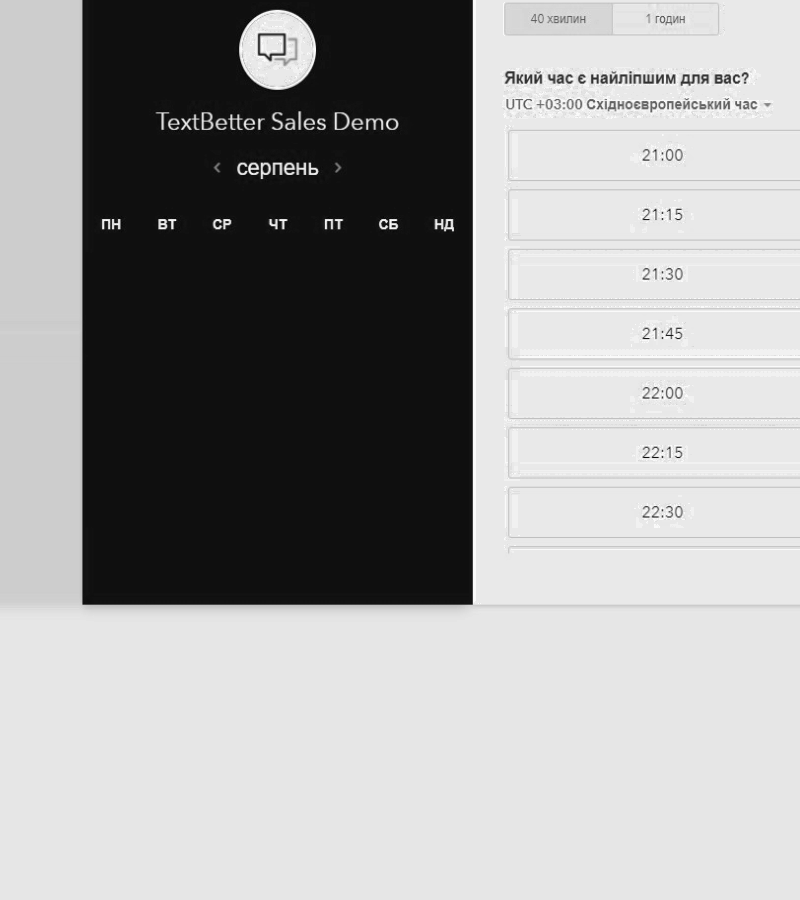 TextBetter Sales Demo
серпень
ПН ВТ СР ЧТ ПТ СБ НД
40 хвилин 1 годин
Який час є найліпшим для вас?
UTC +03:00 Східноєвропейський час
21:00
21:15
21:30
21:45
22:00
22:15
22:30